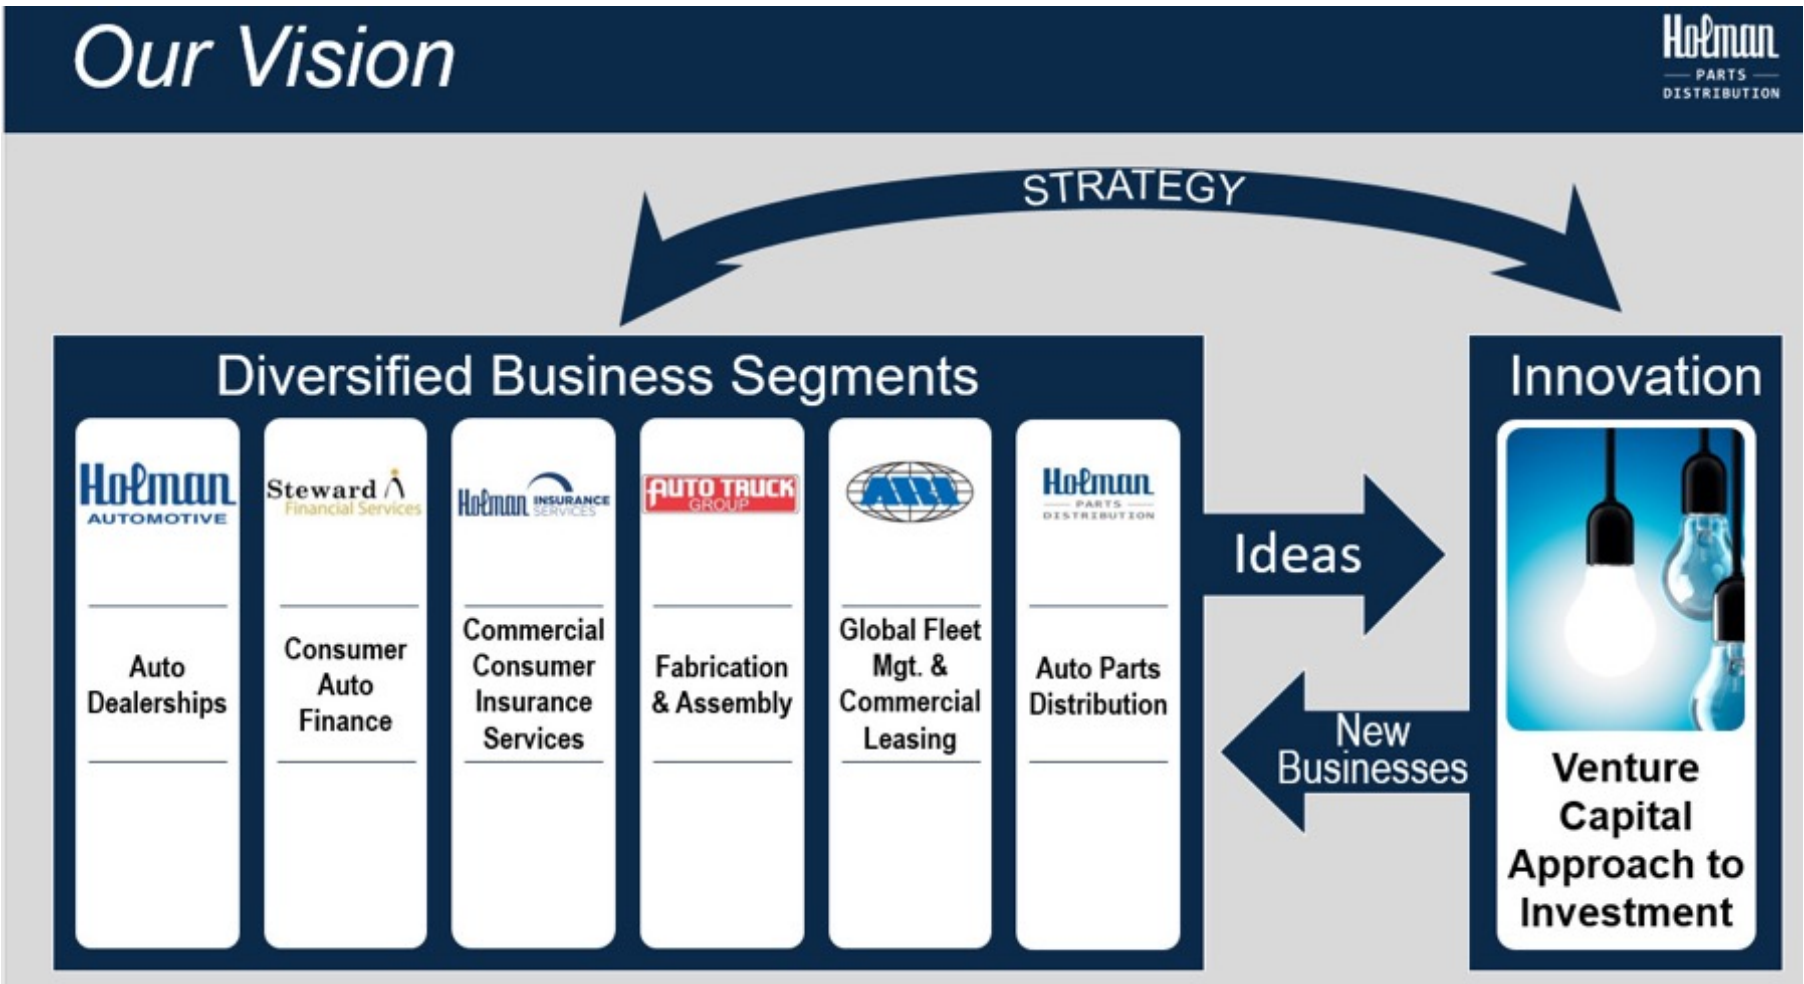 Our Vision
Holman
PARTS
DISTRIBUTION
STRATEGY
Diversified Business Segments
Holman
AUTOMOTIVE
Auto
Dealerships
Steward
Financial Services
Consumer
Auto
Finance
Holman INSURANCE
SERVICES
Commercial
Consumer
Insurance
Services
AUTO TRUCK
GROUP
Fabrication
& Assembly
ARI
Global Fleet
Mgt. &
Commercial
Leasing
Holman
PARTS
DISTRIBUTION
Auto Parts
Distribution
Ideas
New
Businesses
Innovation
Venture
Capital
Approach to
Investment